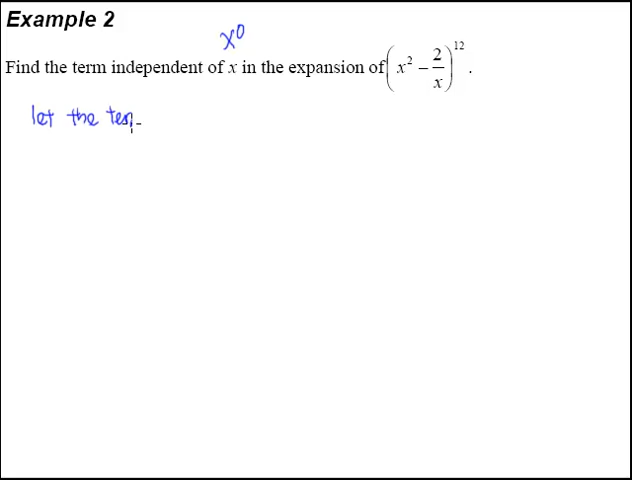 Example 2
x⁰
Find the term independent of x in the expansion of (x² − 2/x)¹².
let the